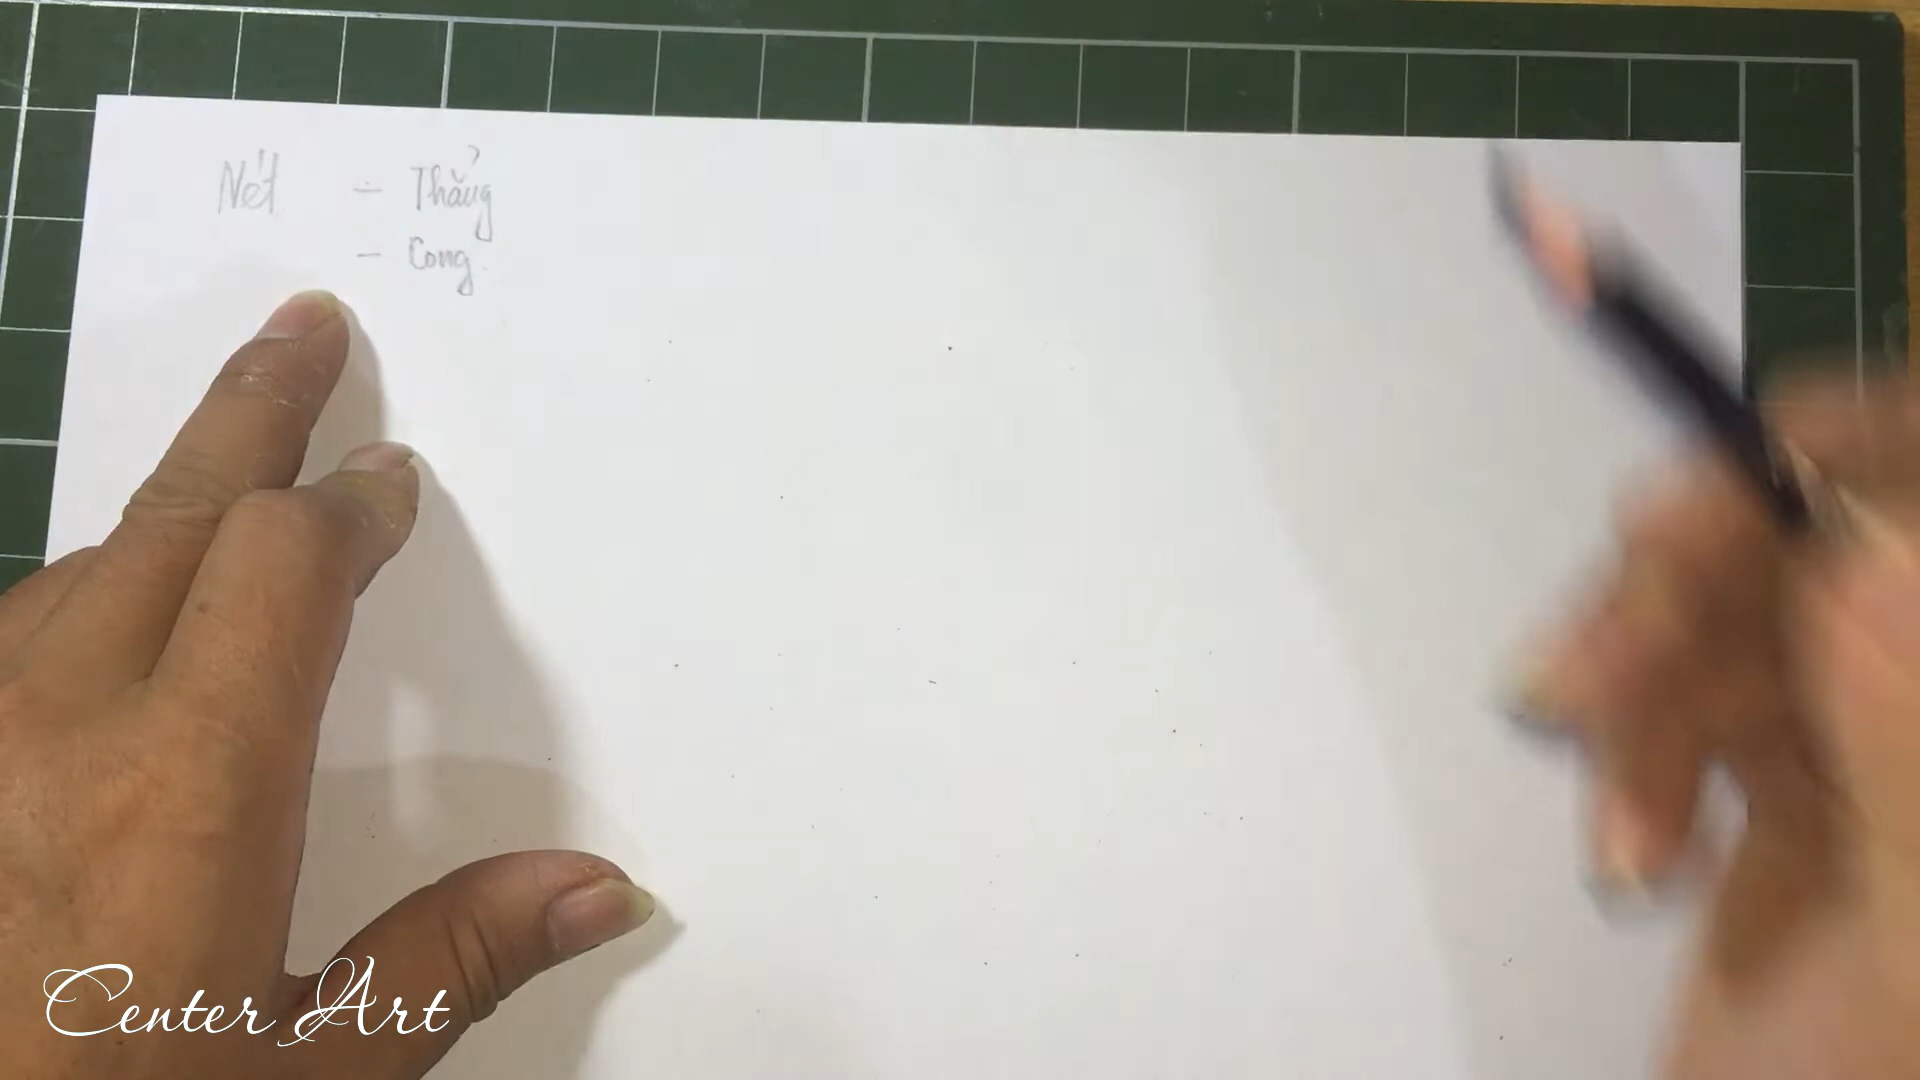 Nét - Thẳng
- Cong.
Center Art